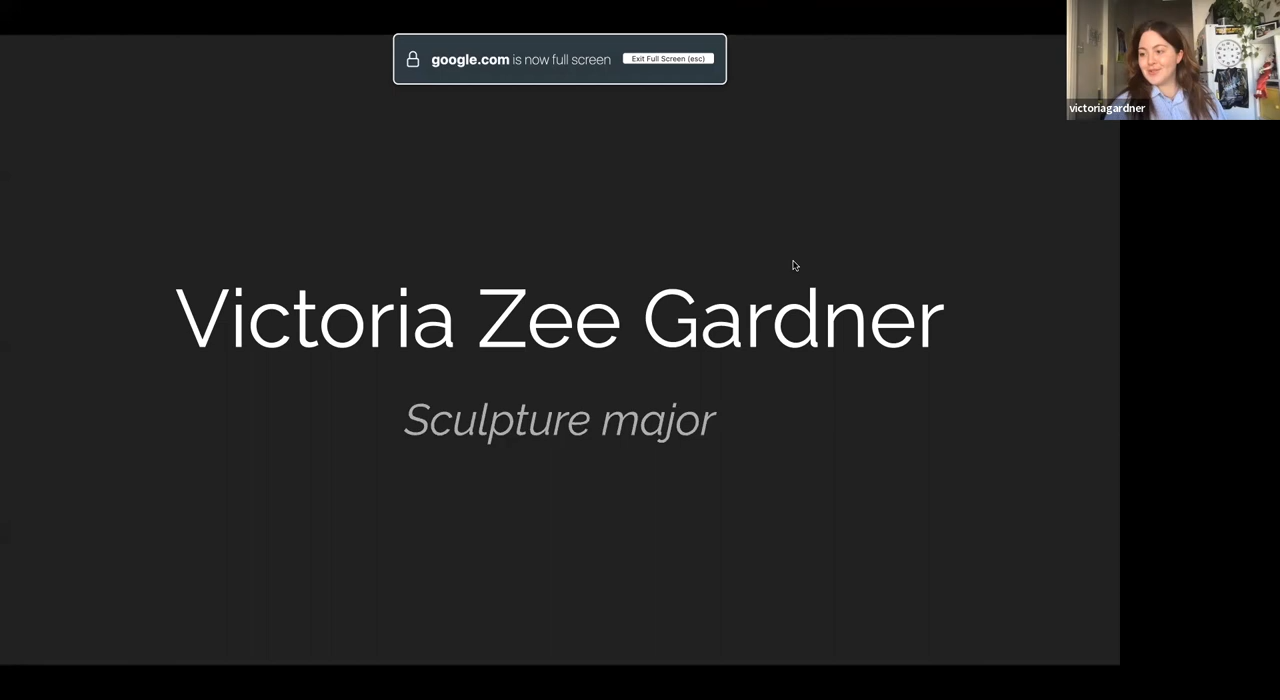 google.com is now full screen
Exit Full Screen (esc)
victoriagardner
Victoria Zee Gardner
Sculpture major